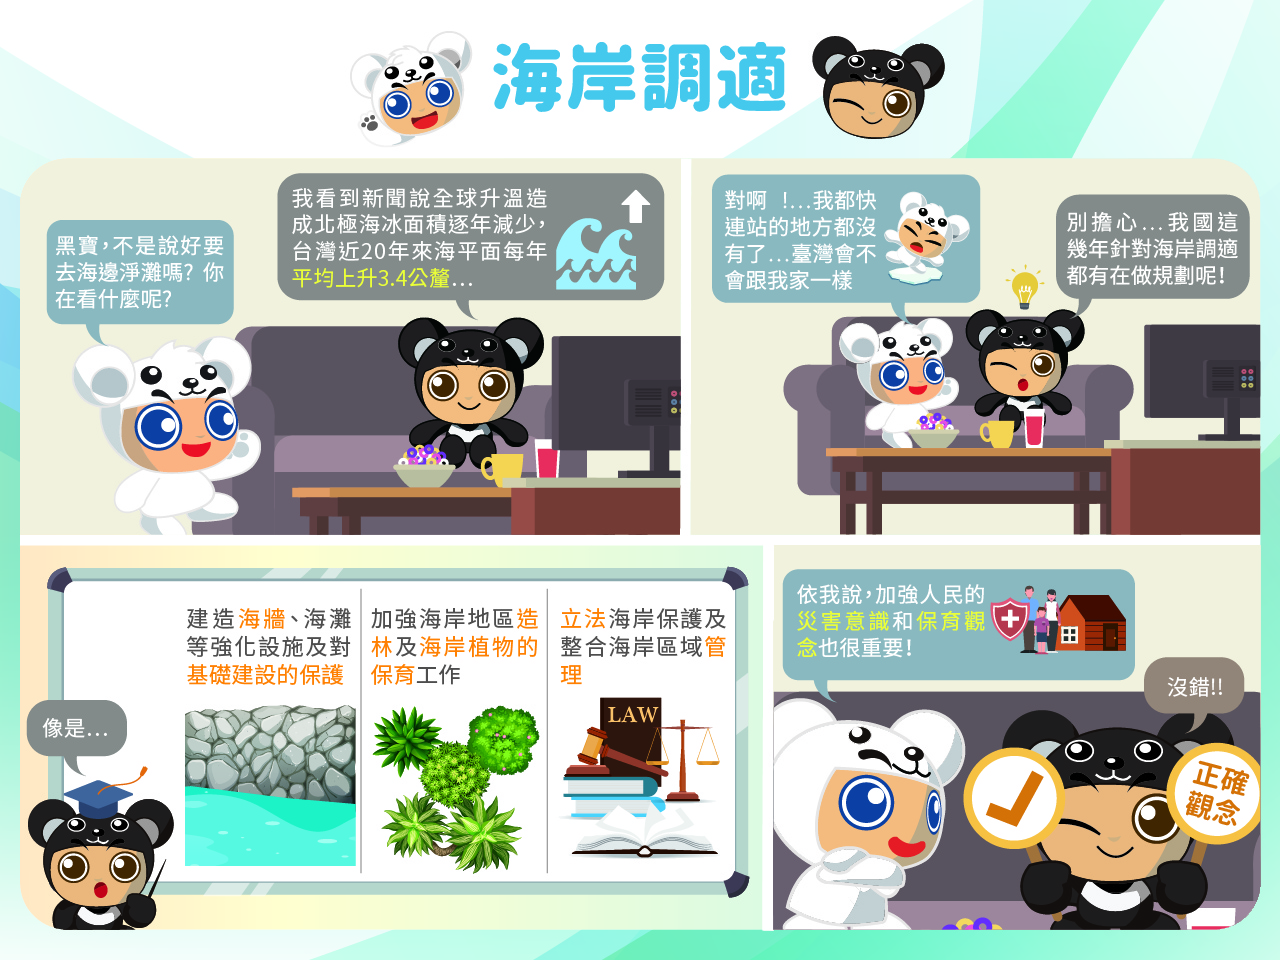 海岸調適
黑寶，不是說好要
去海邊淨灘嗎？你
在看什麼呢？
我看到新聞說全球升溫造
成北極海冰面積逐年減少，
台灣近20年來海平面每年
平均上升3.4公釐…
對啊！…我都快
連站的地方都沒
有了…臺灣會不
會跟我家一樣
別擔心…我國這
幾年針對海岸調適
都有在做規劃呢！
像是…
建造海牆、海灘
等強化設施及對
基礎建設的保護
加強海岸地區造
林及海岸植物的
保育工作
立法海岸保護及
整合海岸區域管
理
LAW
依我說，加強人民的
災害意識和保育觀
念也很重要！
沒錯!!
正確
觀念